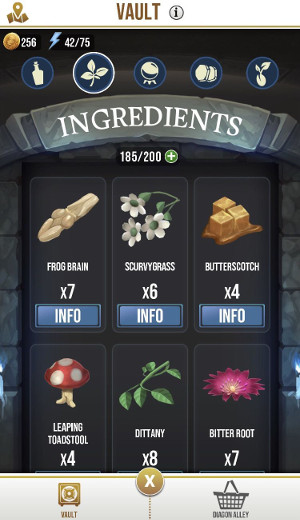 VAULT i
256 42/75
INGREDIENTS
185/200 +
FROG BRAIN SCURVYGRASS BUTTERSCOTCH
x7 x6 x4
INFO INFO INFO
LEAPING
TOADSTOOL DITTANY BITTER ROOT
x4 x8 x7
X
VAULT DIAGON ALLEY